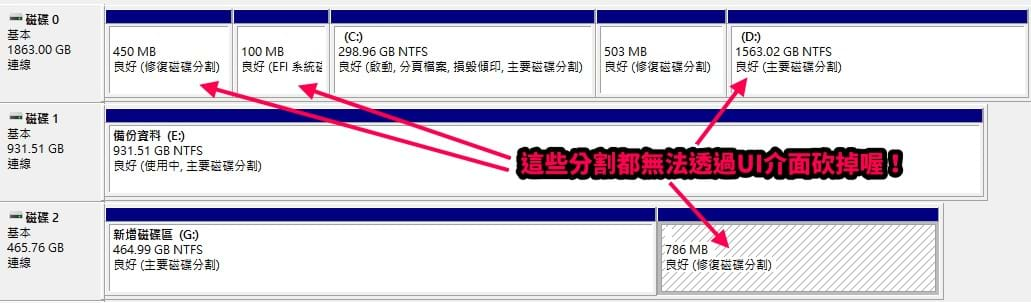 磁碟 0
基本
1863.00 GB
連線
450 MB
良好 (修復磁碟分割)
100 MB
良好 (EFI 系統磁
(C:)
298.96 GB NTFS
良好 (啟動, 分頁檔案, 損毀傾印, 主要磁碟分割)
503 MB
良好 (修復磁碟分割)
(D:)
1563.02 GB NTFS
良好 (主要磁碟分割)
磁碟 1
基本
931.51 GB
連線
備份資料 (E:)
931.51 GB NTFS
良好 (使用中, 主要磁碟分割)
這些分割都無法透過UI介面砍掉喔！
磁碟 2
基本
465.76 GB
連線
新增磁碟區 (G:)
464.99 GB NTFS
良好 (主要磁碟分割)
786 MB
良好 (修復磁碟分割)